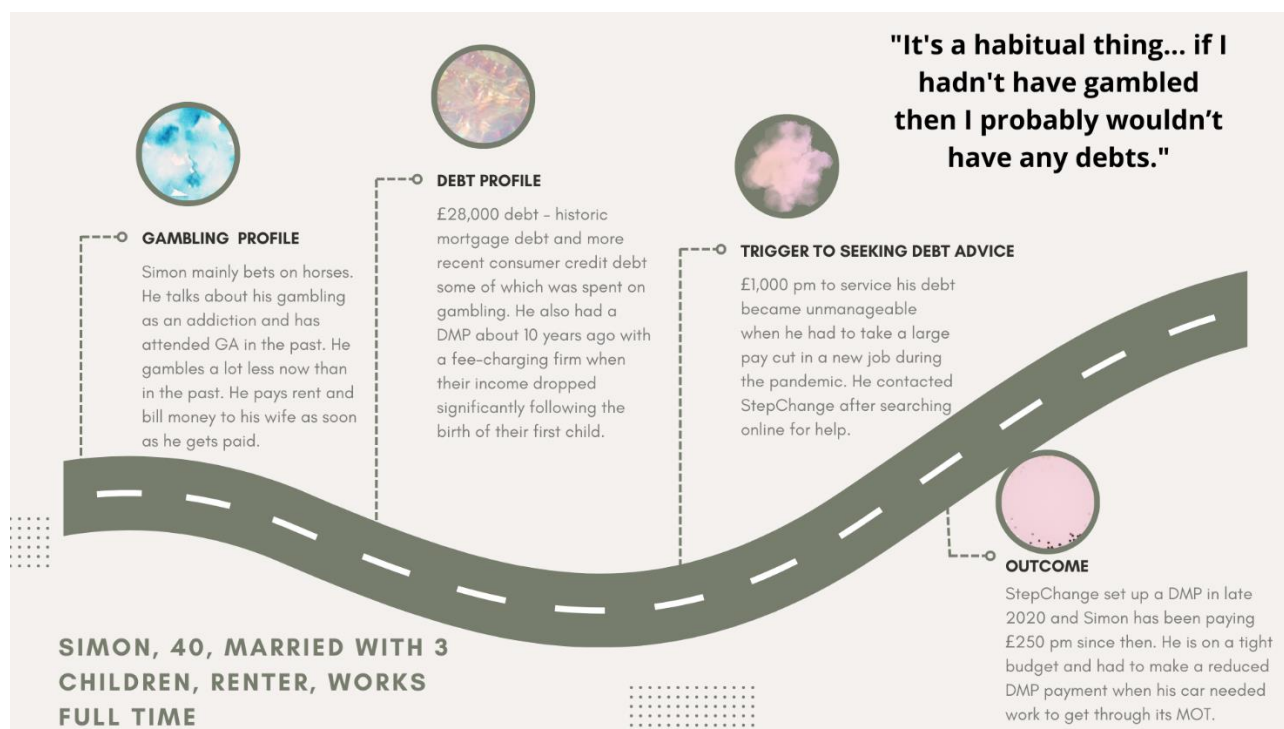 "It's a habitual thing... if I
hadn't have gambled
then I probably wouldn't
have any debts."
GAMBLING PROFILE
Simon mainly bets on horses.
He talks about his gambling
as an addiction and has
attended GA in the past. He
gambles a lot less now than
in the past. He pays rent and
bill money to his wife as soon
as he gets paid.
DEBT PROFILE
£28,000 debt - historic
mortgage debt and more
recent consumer credit debt
some of which was spent on
gambling. He also had a
DMP about 10 years ago with
a fee-charging firm when
their income dropped
significantly following the
birth of their first child.
TRIGGER TO SEEKING DEBT ADVICE
£1,000 pm to service his debt
became unmanageable
when he had to take a large
pay cut in a new job during
the pandemic. He contacted
StepChange after searching
online for help.
OUTCOME
StepChange set up a DMP in late
2020 and Simon has been paying
£250 pm since then. He is on a tight
budget and had to make a reduced
DMP payment when his car needed
work to get through its MOT.
SIMON, 40, MARRIED WITH 3
CHILDREN, RENTER, WORKS
FULL TIME